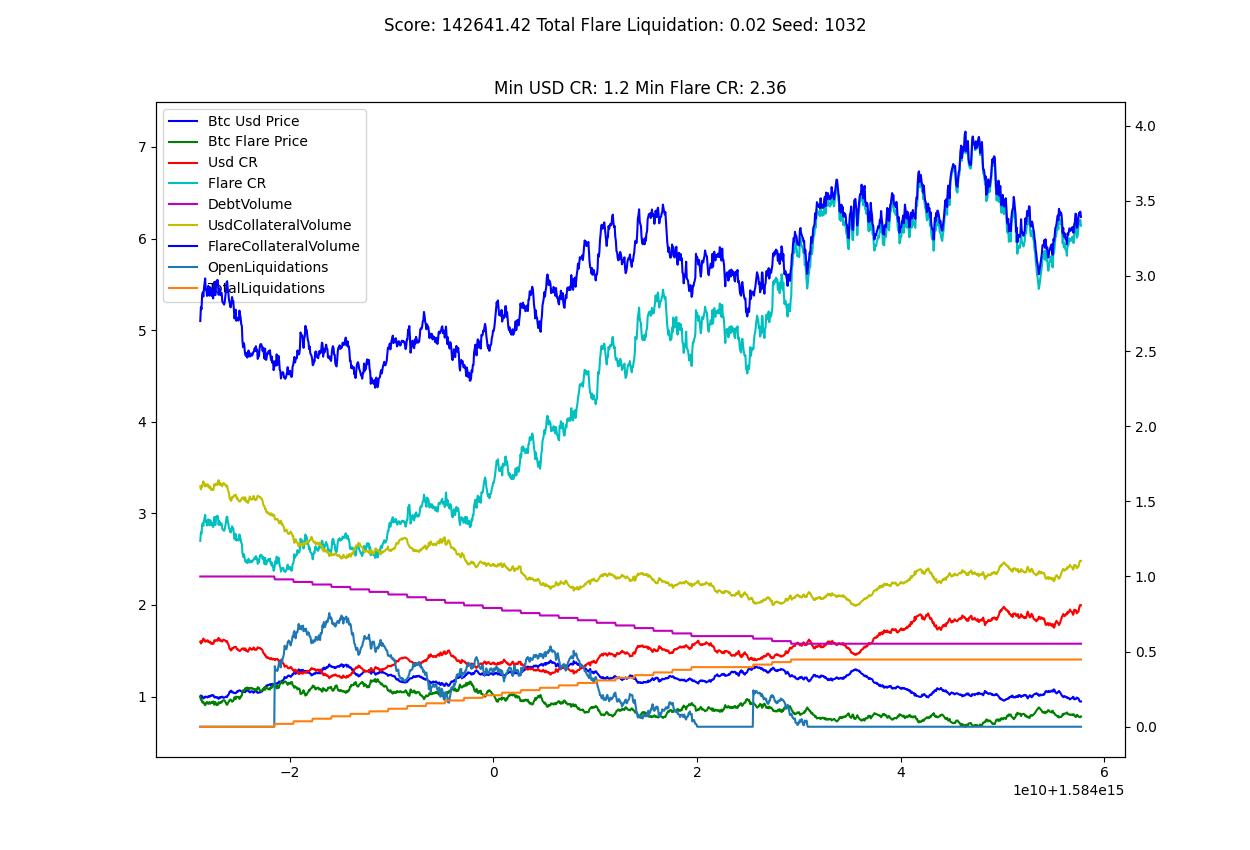 Score: 142641.42 Total Flare Liquidation: 0.02 Seed: 1032
Min USD CR: 1.2 Min Flare CR: 2.36
Btc Usd Price
Btc Flare Price
Usd CR
Flare CR
DebtVolume
UsdCollateralVolume
FlareCollateralVolume
OpenLiquidations
TotalLiquidations
7
6
5
4
3
2
1
4.0
3.5
3.0
2.5
2.0
1.5
1.0
0.5
0.0
−2 0 2 4 6
1e10+1.584e15